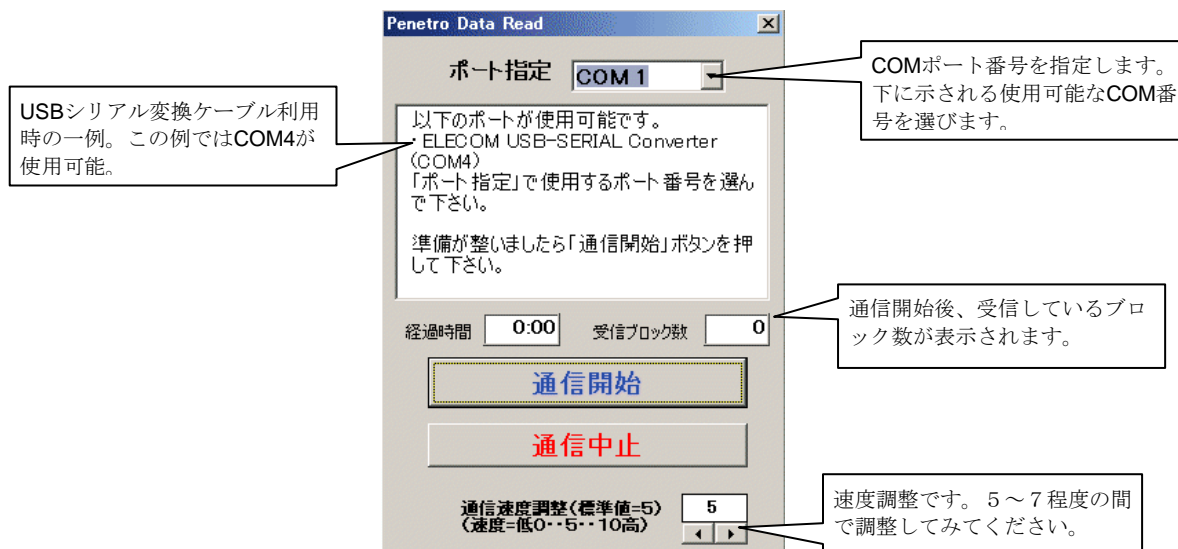 Penetro Data Read
ポート指定 COM 1
COMポート番号を指定します。
下に示される使用可能なCOM番
号を選びます。
USBシリアル変換ケーブル利用
時の一例。この例ではCOM4が
使用可能。
以下のポートが使用可能です。
・ELECOM USB-SERIAL Converter
(COM4)
「ポート指定」で使用するポート番号を選ん
で下さい。
準備が整いましたら「通信開始」ボタンを押
して下さい。
経過時間 0:00 受信ブロック数 0
通信開始後、受信しているブロ
ック数が表示されます。
通信開始
通信中止
通信速度調整(標準値=5)
(速度=低0・・5・・10高)
5
速度調整です。５～７程度の間
で調整してみてください。